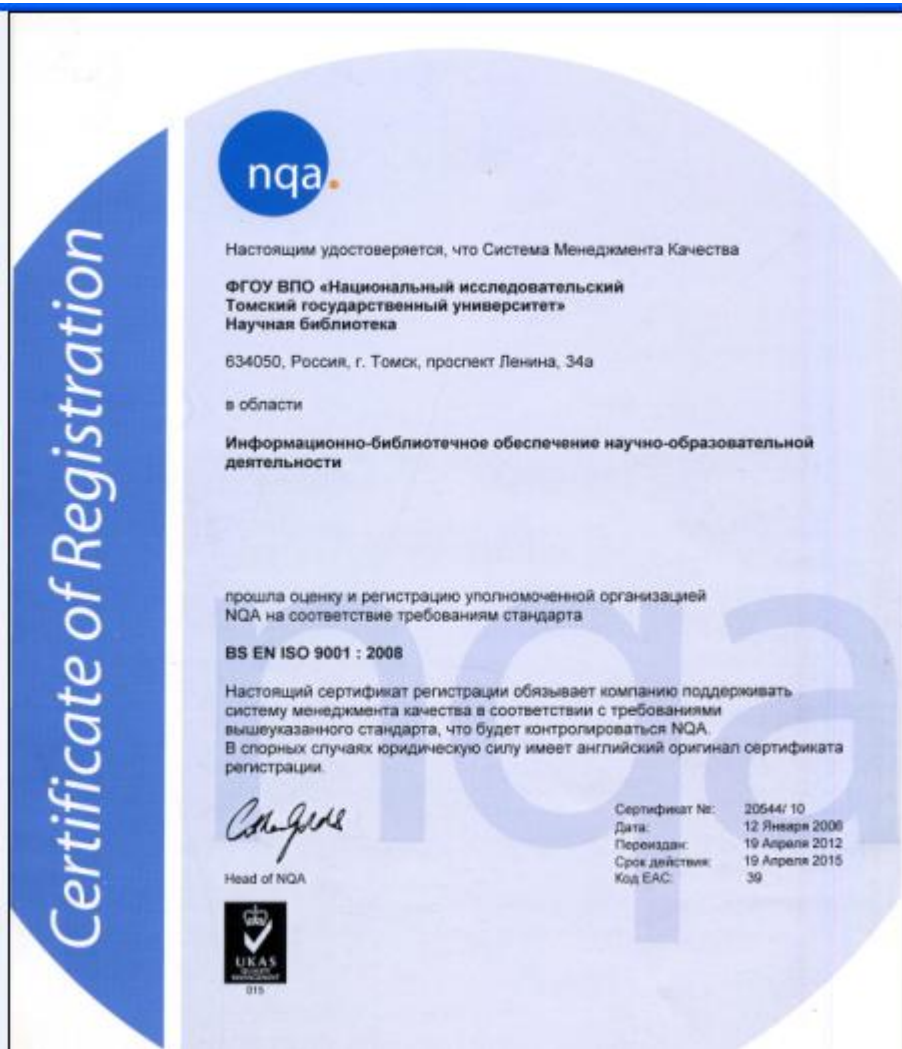 Certificate of Registration
nqa.
Настоящим удостоверяется, что Система Менеджмента Качества
ФГОУ ВПО «Национальный исследовательский
Томский государственный университет»
Научная библиотека
634050, Россия, г. Томск, проспект Ленина, 34а
в области
Информационно-библиотечное обеспечение научно-образовательной
деятельности
прошла оценку и регистрацию уполномоченной организацией
NQA на соответствие требованиям стандарта
BS EN ISO 9001 : 2008
Настоящий сертификат регистрации обязывает компанию поддерживать
систему менеджмента качества в соответствии с требованиями
вышеуказанного стандарта, что будет контролироваться NQA.
В спорных случаях юридическую силу имеет английский оригинал сертификата
регистрации.
Head of NQA
Сертификат №: 20544/ 10
Дата: 12 Января 2006
Переиздан: 19 Апреля 2012
Срок действия: 19 Апреля 2015
Код EAC: 39
UKAS
QUALITY
MANAGEMENT
015
nqa